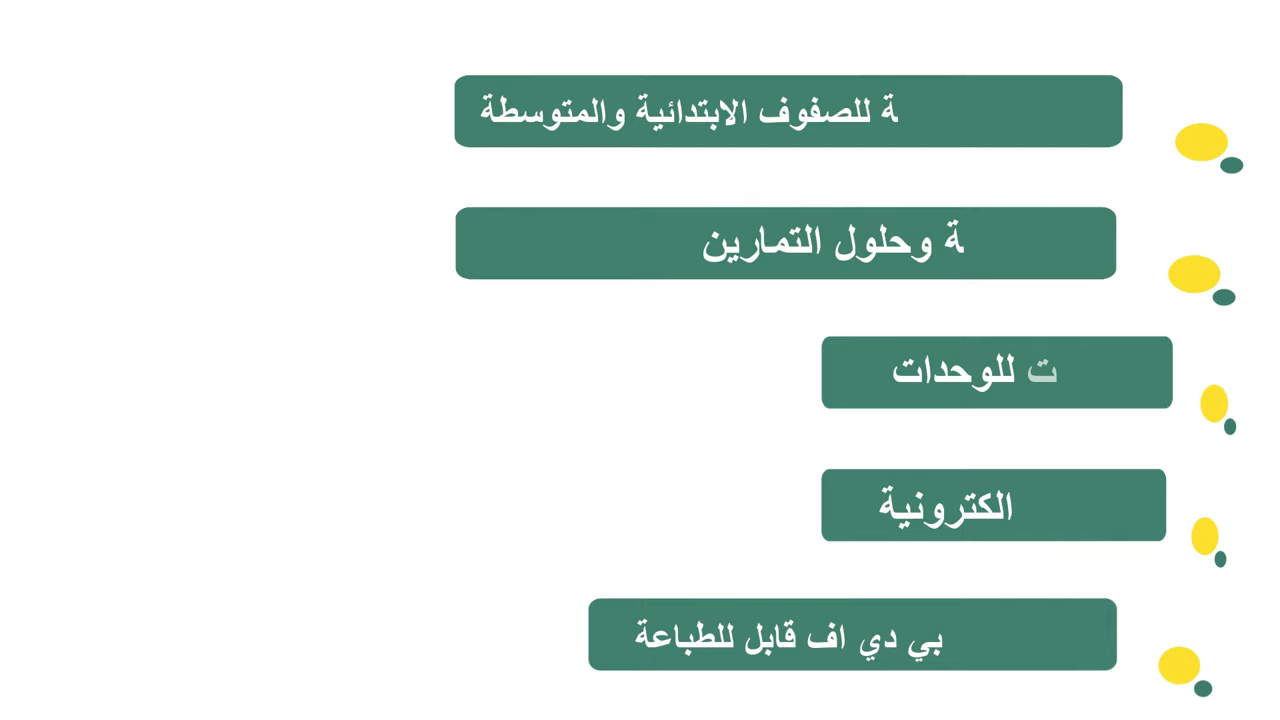 ة للصفوف الابتدائية والمتوسطة
ة وحلول التمارين
ت للوحدات
الكترونية
بي دي اف قابل للطباعة